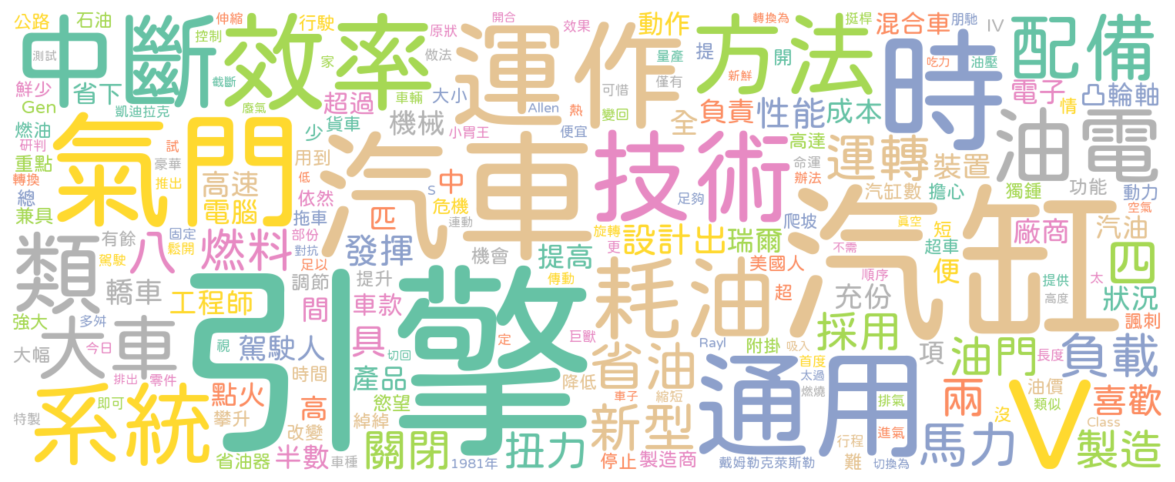 公路 石油 伸縮 行駛 原狀 開合 效果 動作 轉換為 挺桿 混合車 朋馳 IV 配備
中斷 效率 運作 方法 時
測試 控制 家 做法 量產 提 開 吃力 油壓
鮮少 省下 截斷 車輛 大小 僅有 新鮮 電子 凸輪軸
Gen 凱迪拉克 廢氣 超過 Allen 可惜 負責 性能 成本 情
燃油 氣門 少 貨車 機械 小胃王 熱 變回 全 油電
研判 試 便宜 技術 高達 運轉 裝置
重點 豪華 用到 汽車 命運
轉換 推出 高速 低 依然 中 S 足夠 辦法 汽缸數 擔心 獨鍾 功能 動力
總 電腦 拖車 匹 危機 連動 真空 短 汽油 空氣
兼具 有餘 固定 部份 旋轉 設計出 瑞爾 爬坡 汽缸 超車 廠商
類 八 鬆開 燃料 對抗 發揮 機會 提高 更 不需 便 四
駕駛 足以 調節 提升 傳動 美國人 順序 提供 太
轎車 工程師 間 車款 耗油 超 充份 高度 狀況
強大 多舛 引擎 定 巨獸 採用 諷刺
大幅 今日 大車 視 駕駛人 具 切回 Rayl 附掛 吸入 項 油門 長度 負載
排出 零件 時間 產品 降低 省油 首度 油價
系統 點火 慾望 車子 縮短 太過 燃燒 類似 兩 喜歡
特製 即可 攀升 高 綽綽 新型 通用 排氣 沒 Class
改變 關閉 扭力 行程 進氣 馬力 V 製造
省油器 半數 車種 1981年 停止 製造商 戴姆勒克萊斯勒 難 切換為